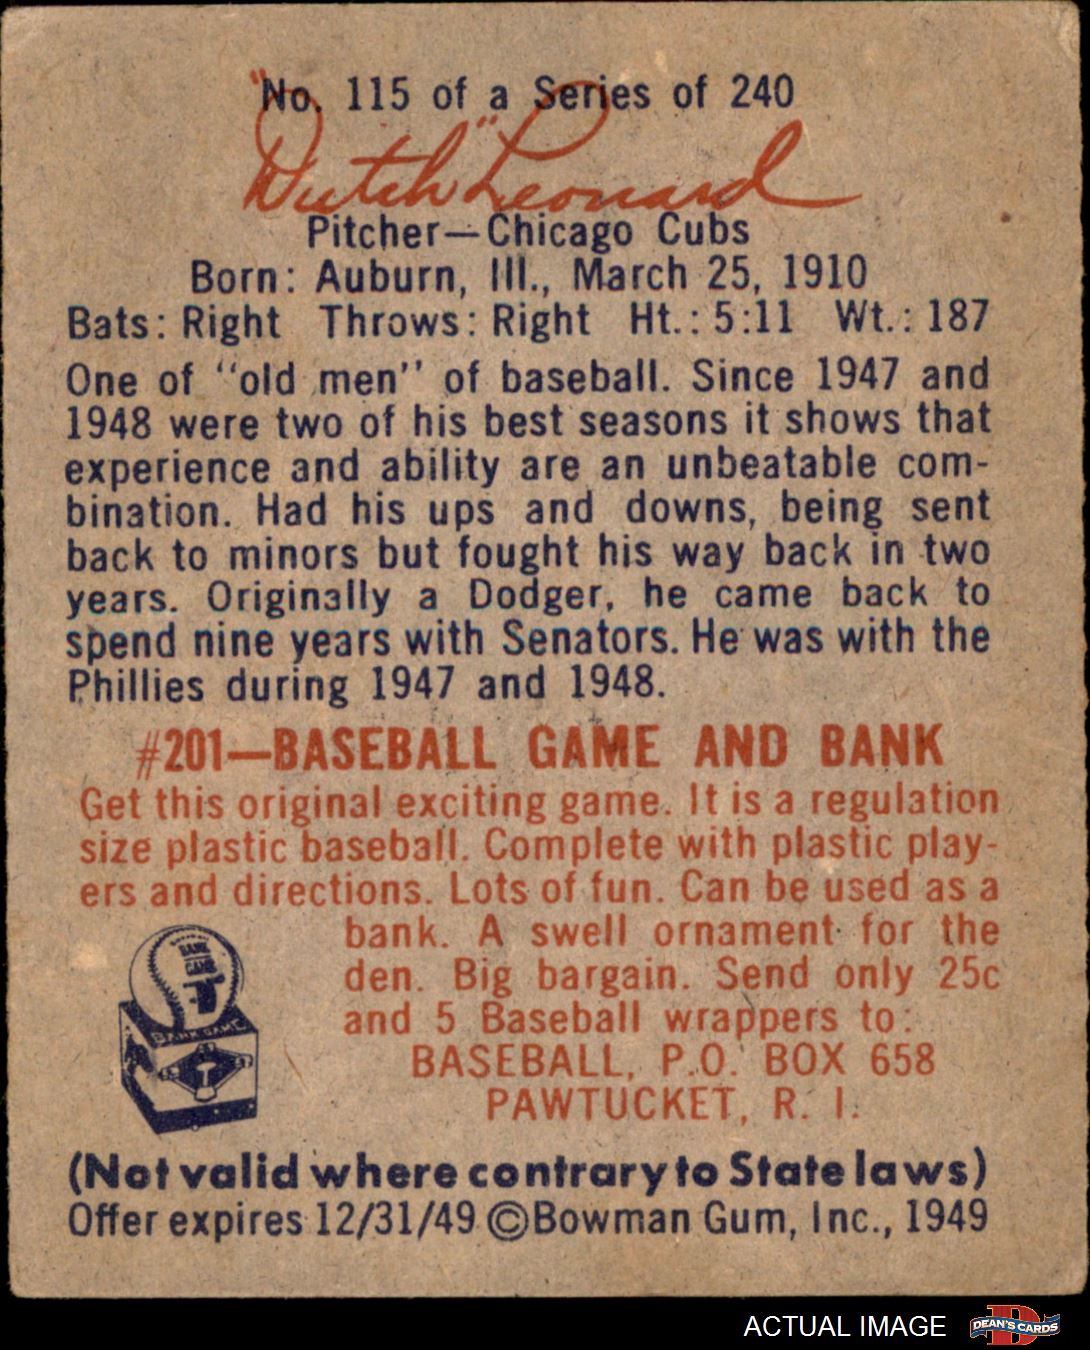 No. 115 of a Series of 240
"Dutch" Leonard
Pitcher—Chicago Cubs
Born: Auburn, Ill., March 25, 1910
Bats: Right Throws: Right Ht.: 5:11 Wt.: 187
One of "old men" of baseball. Since 1947 and
1948 were two of his best seasons it shows that
experience and ability are an unbeatable com-
bination. Had his ups and downs, being sent
back to minors but fought his way back in two
years. Originally a Dodger, he came back to
spend nine years with Senators. He was with the
Phillies during 1947 and 1948.
#201—BASEBALL GAME AND BANK
Get this original exciting game. It is a regulation
size plastic baseball. Complete with plastic play-
ers and directions. Lots of fun. Can be used as a
bank. A swell ornament for the
den. Big bargain. Send only 25c
and 5 Baseball wrappers to:
BASEBALL, P.O. BOX 658
PAWTUCKET, R. I.
BANK
GAME
BANK GAME
(Not valid where contrary to State laws)
Offer expires 12/31/49 ©Bowman Gum, Inc., 1949
ACTUAL IMAGE
DEAN'S CARDS